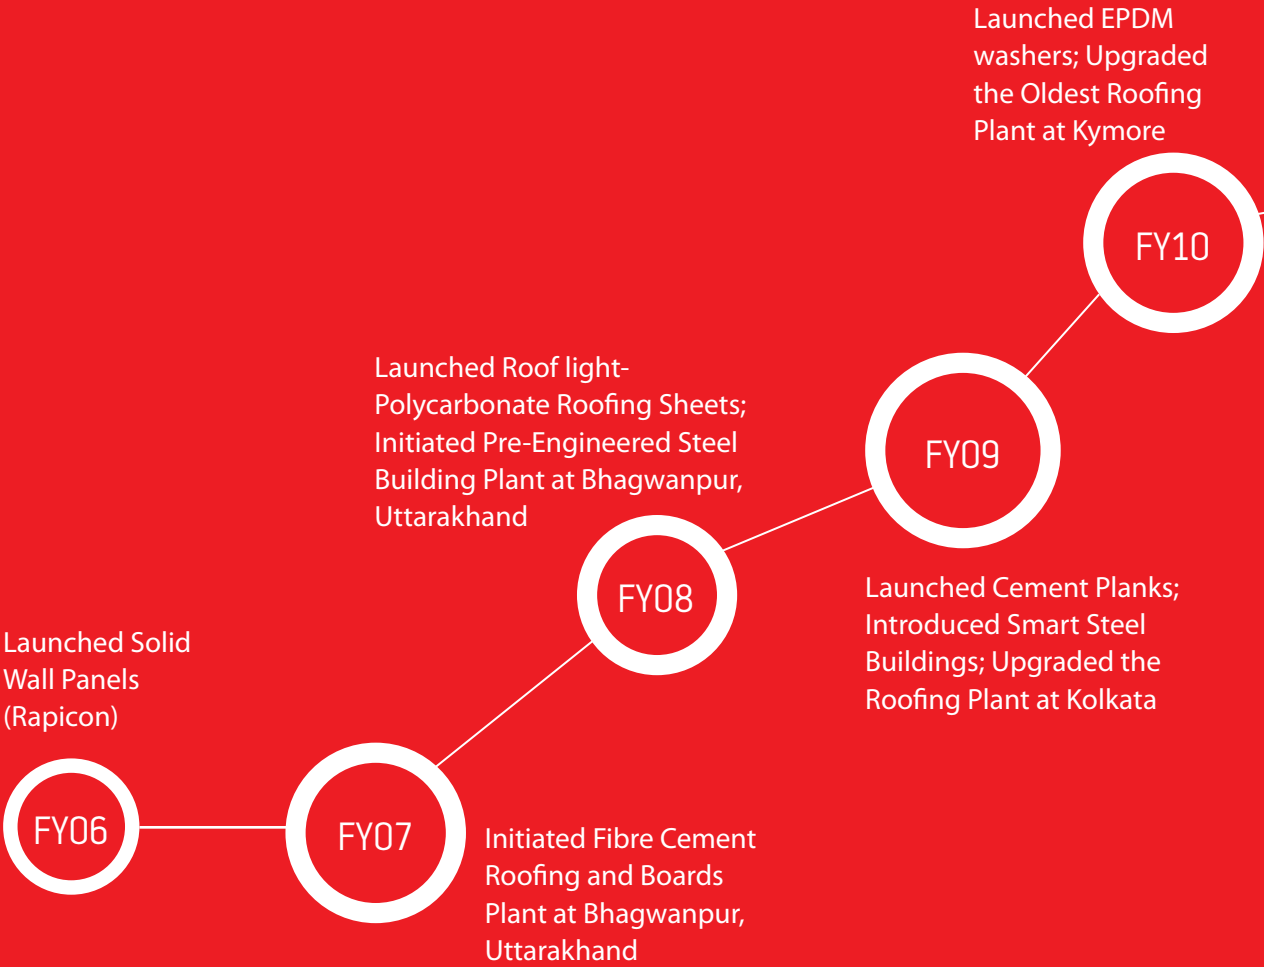 Launched EPDM
washers; Upgraded
the Oldest Roofing
Plant at Kymore
FY10
Launched Roof light-
Polycarbonate Roofing Sheets;
Initiated Pre-Engineered Steel
Building Plant at Bhagwanpur,
Uttarakhand
FY09
FY08
Launched Cement Planks;
Introduced Smart Steel
Buildings; Upgraded the
Roofing Plant at Kolkata
Launched Solid
Wall Panels
(Rapicon)
FY06
FY07
Initiated Fibre Cement
Roofing and Boards
Plant at Bhagwanpur,
Uttarakhand